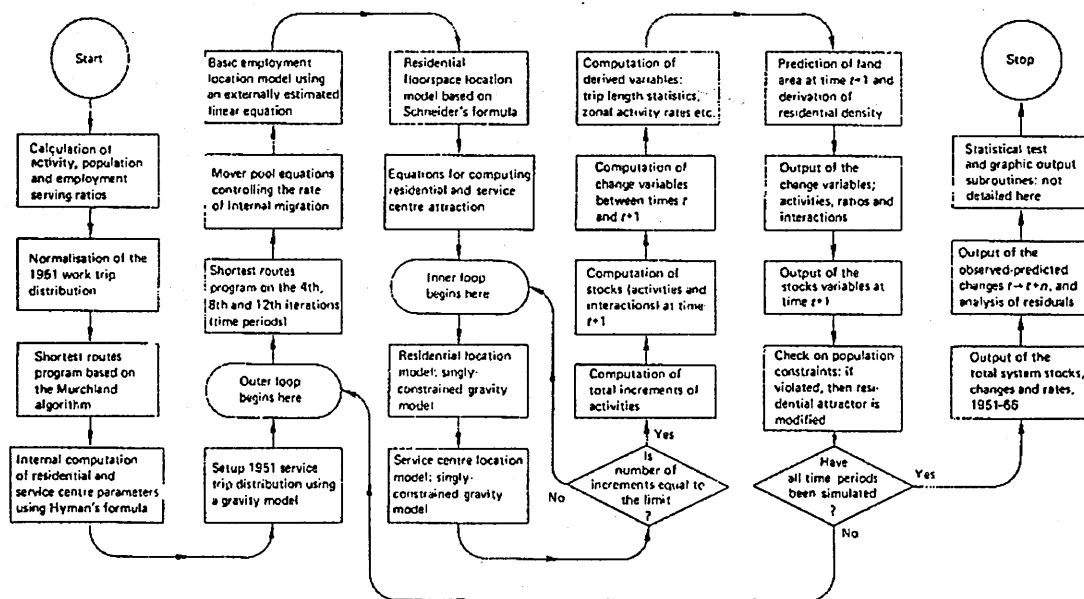 Start
Calculation of
activity, population
and employment
serving ratios
Normalisation of the
1951 work trip
distribution
Shortest routes
program based on
the Murchland
algorithm
Internal computation
of residential and
service centre parameters
using Hyman's formula
Basic employment
location model using
an externally estimated
linear equation
Mover pool equations
controlling the rate
of Internal migration
Shortest routes
program on the 4th,
8th and 12th iterations
(time periods)
Outer loop
begins here
Setup 1951 service
trip distribution using
a gravity model
Residential
floorspace location
model based on
Schneider's formula
Equations for computing
residential and service
centre attraction
Inner loop
begins here
Residential location
model: singly-
constrained gravity
model
Service centre location
model: singly-
constrained gravity
model
Computation of
derived variables:
trip length statistics,
zonal activity rates etc.
Computation of
change variables
between times t
and t+1
Computation of
stocks (activities and
interactions) at time
t+1
Computation of
total increments of
activities
Yes
Is
number of
increments equal to
the limit
?
No
Prediction of land
area at time t+1 and
derivation of
residential density
Output of the
change variables;
activities, ratios and
interactions
Output of the
stocks variables at
time t+1
Check on population
constraints: if
violated, then resi-
dential attractor is
modified
Have
all time periods
been simulated
?
Yes
No
Stop
Statistical test
and graphic output
subroutines: not
detailed here
Output of the
observed-predicted
changes t→t+n, and
analysis of residuals
Output of the
total system stocks,
changes and rates,
1951-66